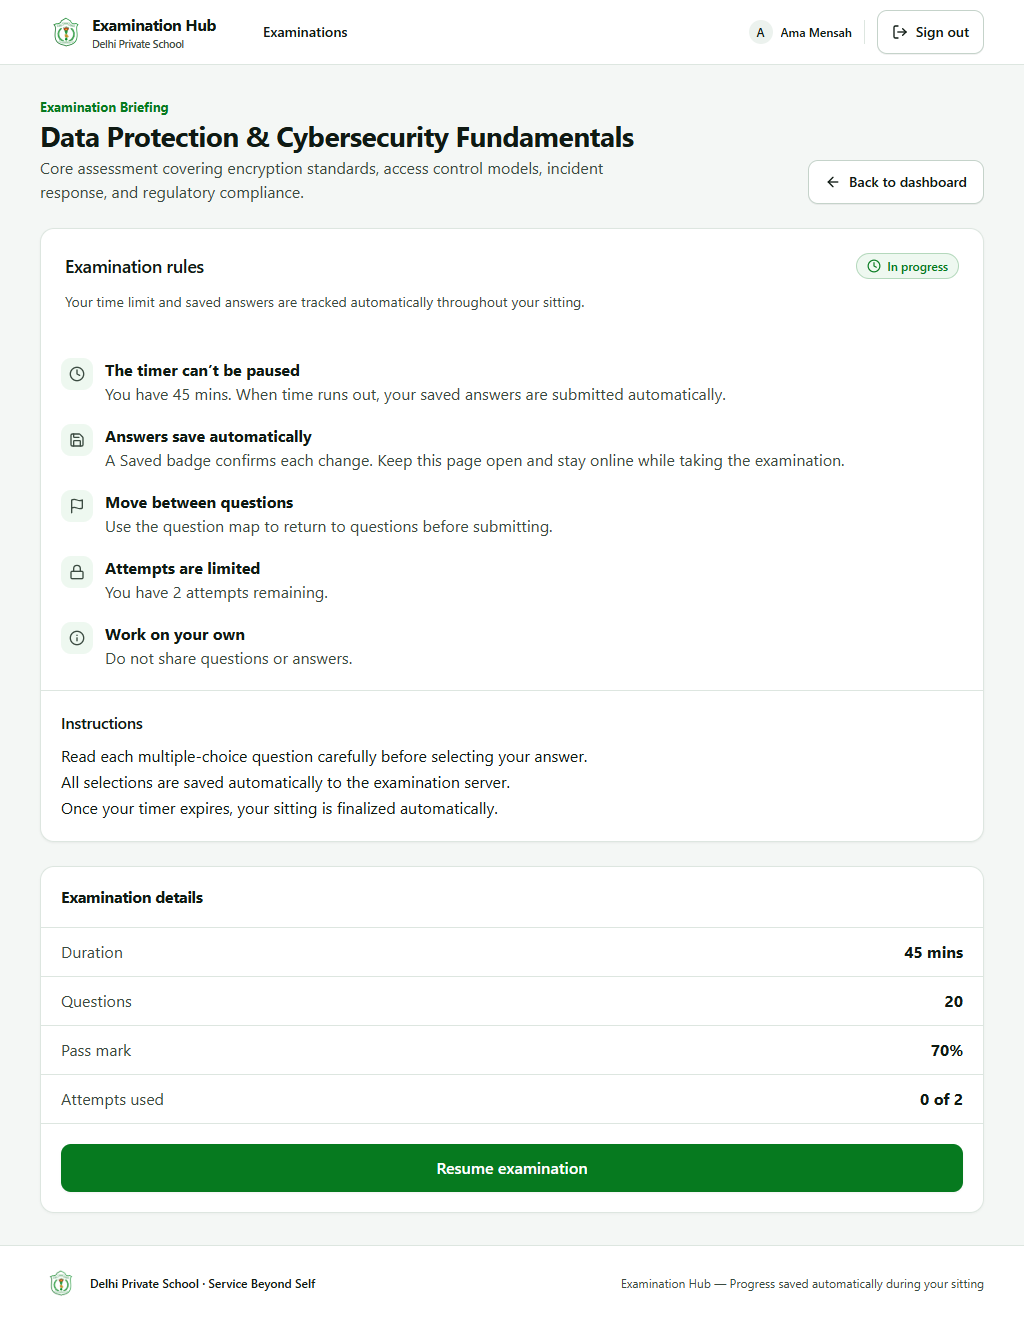 Examination Hub
Delhi Private School
Examinations
A
Ama Mensah
Sign out
Examination Briefing
Data Protection & Cybersecurity Fundamentals
Core assessment covering encryption standards, access control models, incident
response, and regulatory compliance.
Back to dashboard
Examination rules
In progress
Your time limit and saved answers are tracked automatically throughout your sitting.
The timer can't be paused
You have 45 mins. When time runs out, your saved answers are submitted automatically.
Answers save automatically
A Saved badge confirms each change. Keep this page open and stay online while taking the examination.
Move between questions
Use the question map to return to questions before submitting.
Attempts are limited
You have 2 attempts remaining.
Work on your own
Do not share questions or answers.
Instructions
Read each multiple-choice question carefully before selecting your answer.
All selections are saved automatically to the examination server.
Once your timer expires, your sitting is finalized automatically.
Examination details
Duration
45 mins
Questions
20
Pass mark
70%
Attempts used
0 of 2
Resume examination
Delhi Private School · Service Beyond Self
Examination Hub — Progress saved automatically during your sitting